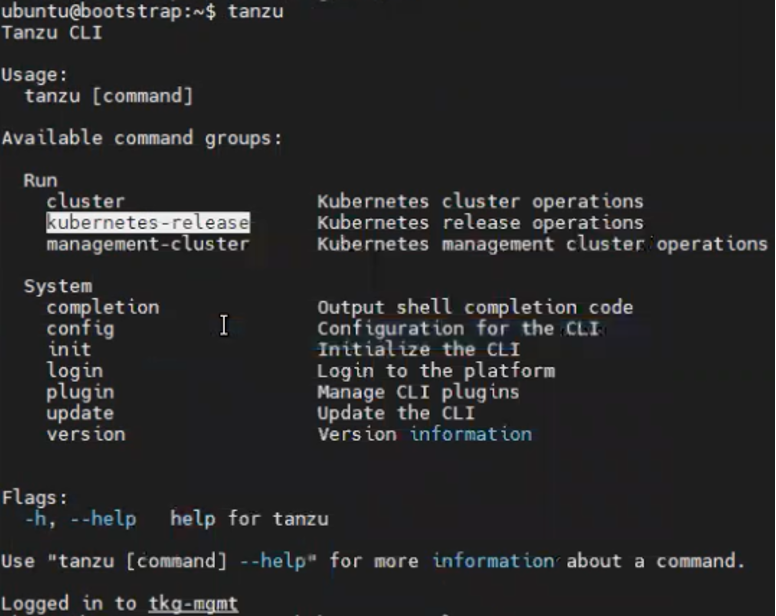 ubuntu@bootstrap:~$ tanzu
Tanzu CLI
Usage:
tanzu [command]
Available command groups:
Run
cluster Kubernetes cluster operations
kubernetes-release Kubernetes release operations
management-cluster Kubernetes management cluster operations
System
completion Output shell completion code
config Configuration for the CLI
init Initialize the CLI
login Login to the platform
plugin Manage CLI plugins
update Update the CLI
version Version information
Flags:
-h, --help help for tanzu
Use "tanzu [command] --help" for more information about a command.
Logged in to tkg-mgmt